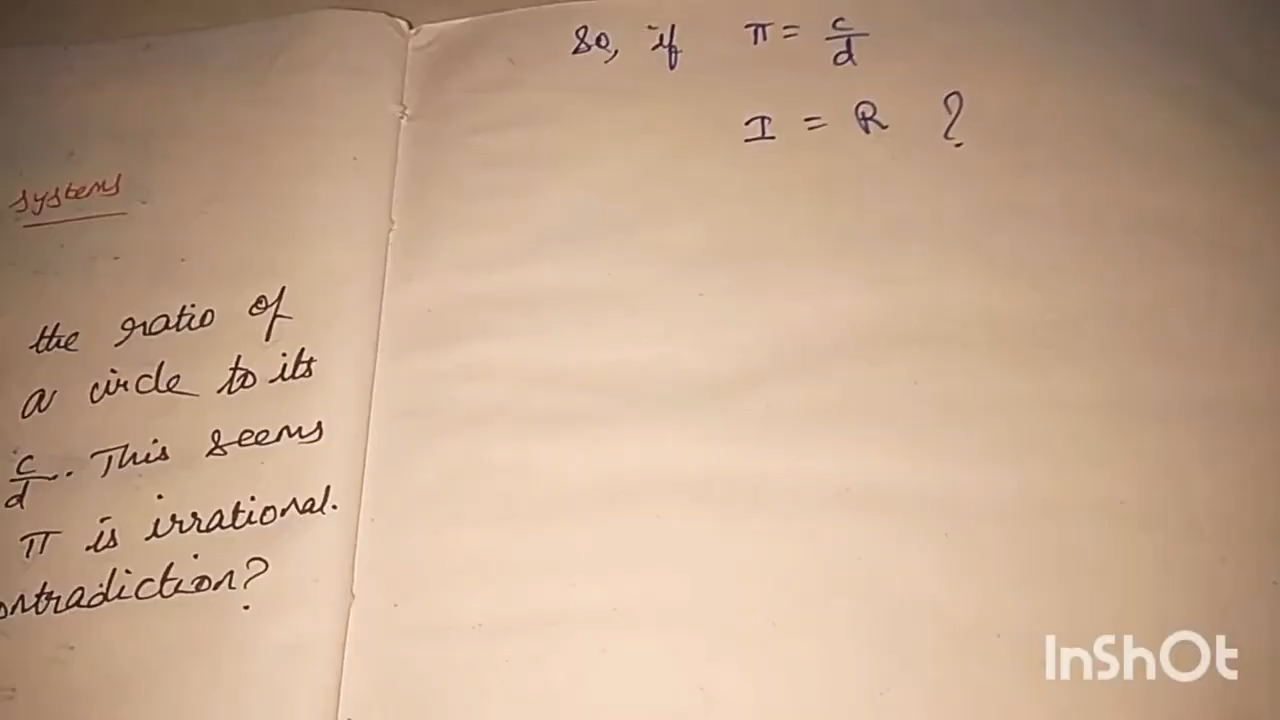 systems
the ratio of
a circle to its
c/d. This seems
π is irrational.
ontradiction?
So, if π = c/d
I = R ?
InShOt